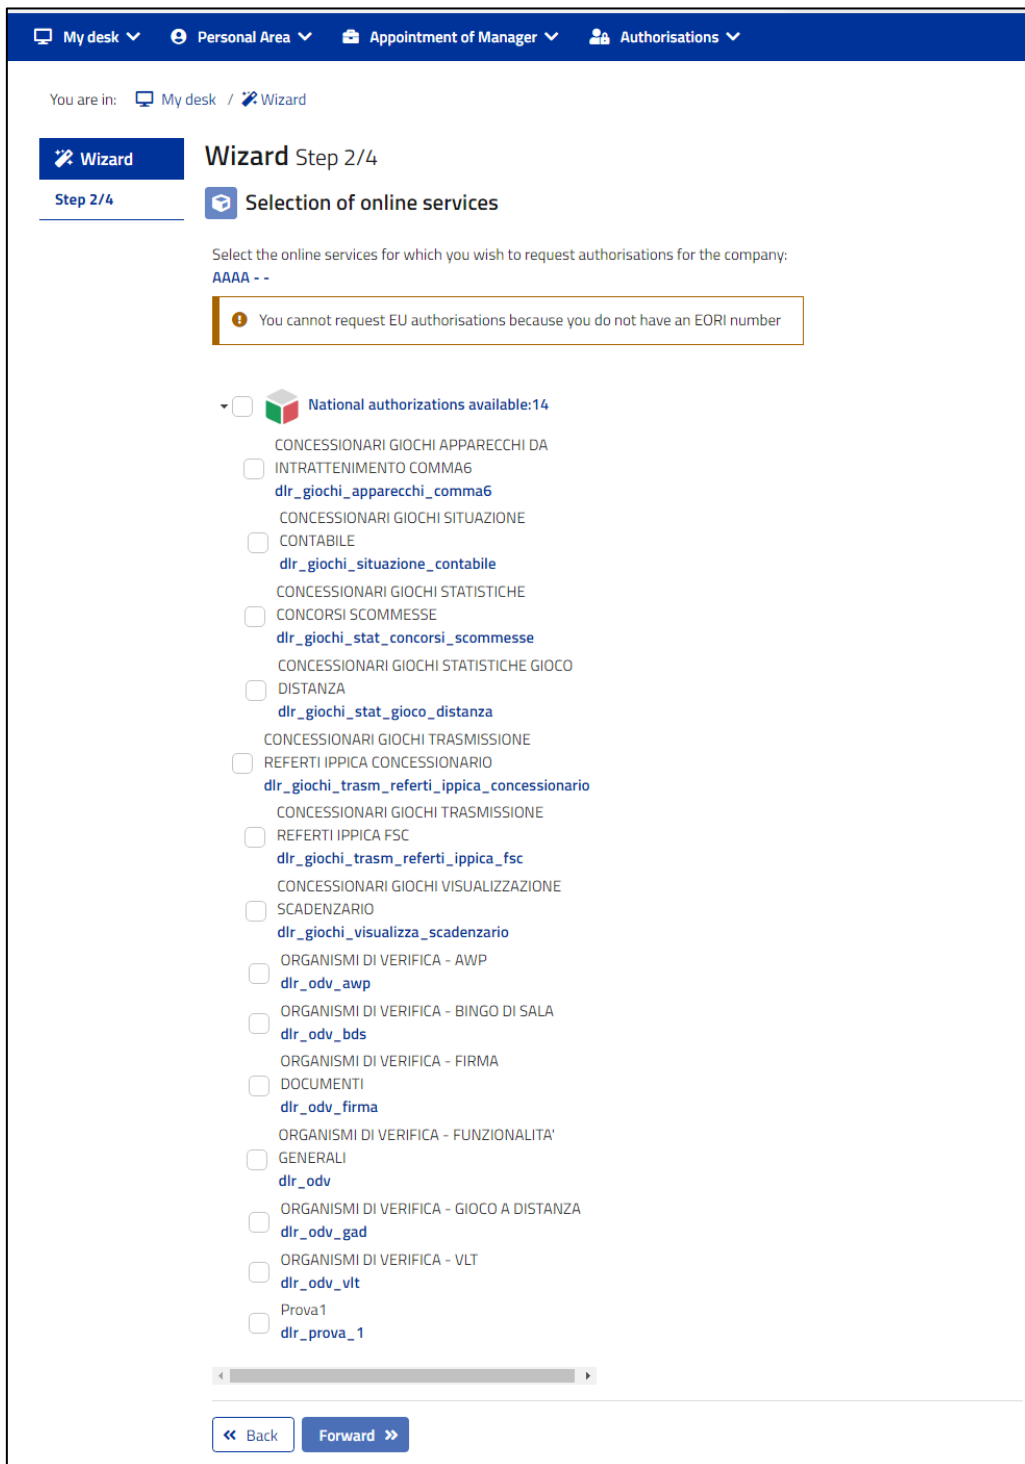 My desk Personal Area Appointment of Manager Authorisations
You are in: My desk / Wizard
Wizard
Step 2/4
Wizard Step 2/4
Selection of online services
Select the online services for which you wish to request authorisations for the company:
AAAA - -
You cannot request EU authorisations because you do not have an EORI number
National authorizations available:14
CONCESSIONARI GIOCHI APPARECCHI DA
INTRATTENIMENTO COMMA6
dlr_giochi_apparecchi_comma6
CONCESSIONARI GIOCHI SITUAZIONE
CONTABILE
dlr_giochi_situazione_contabile
CONCESSIONARI GIOCHI STATISTICHE
CONCORSI SCOMMESSE
dlr_giochi_stat_concorsi_scommesse
CONCESSIONARI GIOCHI STATISTICHE GIOCO
DISTANZA
dlr_giochi_stat_gioco_distanza
CONCESSIONARI GIOCHI TRASMISSIONE
REFERTI IPPICA CONCESSIONARIO
dlr_giochi_trasm_referti_ippica_concessionario
CONCESSIONARI GIOCHI TRASMISSIONE
REFERTI IPPICA FSC
dlr_giochi_trasm_referti_ippica_fsc
CONCESSIONARI GIOCHI VISUALIZZAZIONE
SCADENZARIO
dlr_giochi_visualizza_scadenzario
ORGANISMI DI VERIFICA - AWP
dlr_odv_awp
ORGANISMI DI VERIFICA - BINGO DI SALA
dlr_odv_bds
ORGANISMI DI VERIFICA - FIRMA
DOCUMENTI
dlr_odv_firma
ORGANISMI DI VERIFICA - FUNZIONALITA'
GENERALI
dlr_odv
ORGANISMI DI VERIFICA - GIOCO A DISTANZA
dlr_odv_gad
ORGANISMI DI VERIFICA - VLT
dlr_odv_vlt
Prova1
dlr_prova_1
Back Forward